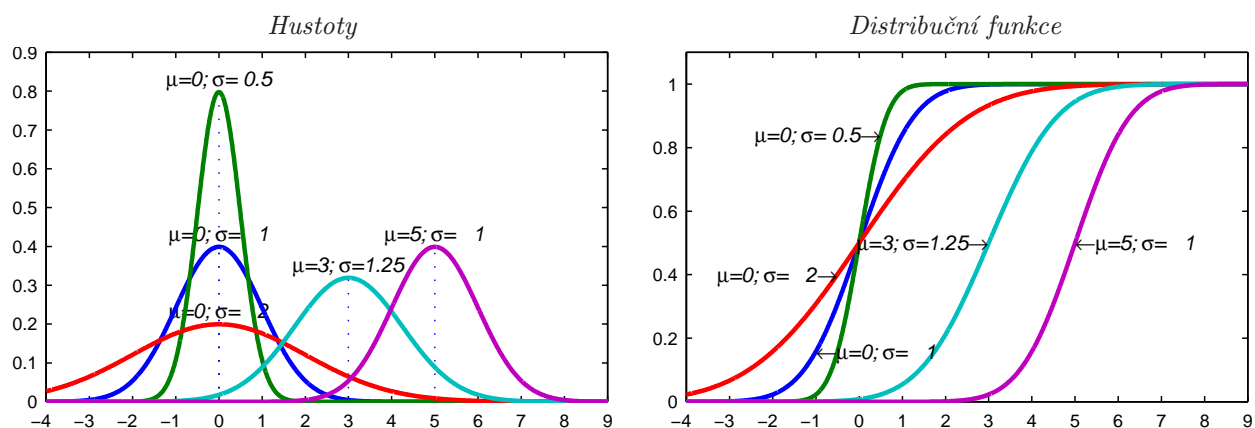 Hustoty
0.9
0.8
0.7
0.6
0.5
0.4
0.3
0.2
0.1
0
−4 −3 −2 −1 0 1 2 3 4 5 6 7 8 9
μ=0; σ= 0.5
μ=0; σ= 1
μ=5; σ= 1
μ=3; σ=1.25
μ=0; σ= 2
Distribuční funkce
1
0.8
0.6
0.4
0.2
0
−4 −3 −2 −1 0 1 2 3 4 5 6 7 8 9
μ=0; σ= 0.5
μ=3; σ=1.25
μ=5; σ= 1
μ=0; σ= 2
μ=0; σ= 1